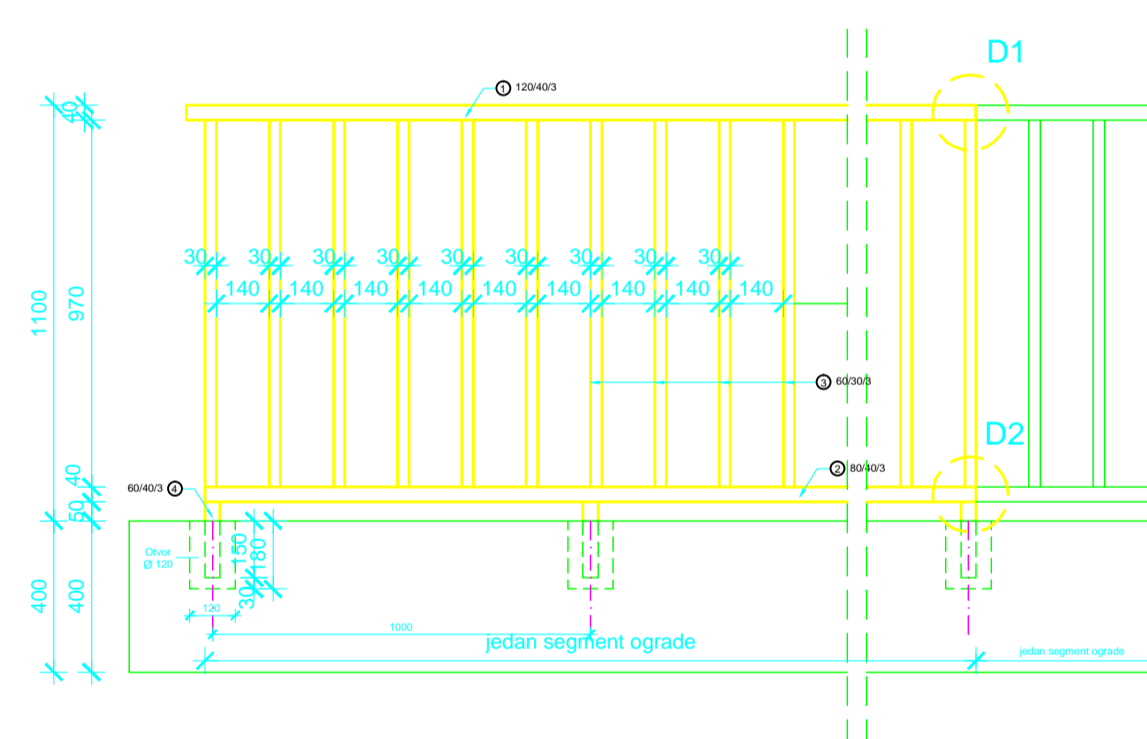 D1
1 120/40/3
40
30 30 30 30 30 30 30 30 30
140 140 140 140 140 140 140 140 140
1100
970
3 60/30/3
D2
2 80/40/3
40
60/40/3 4
50
Otvor
Ø 120
150
180
30
400
400
120
1000
jedan segment ograde
jedan segment ograde